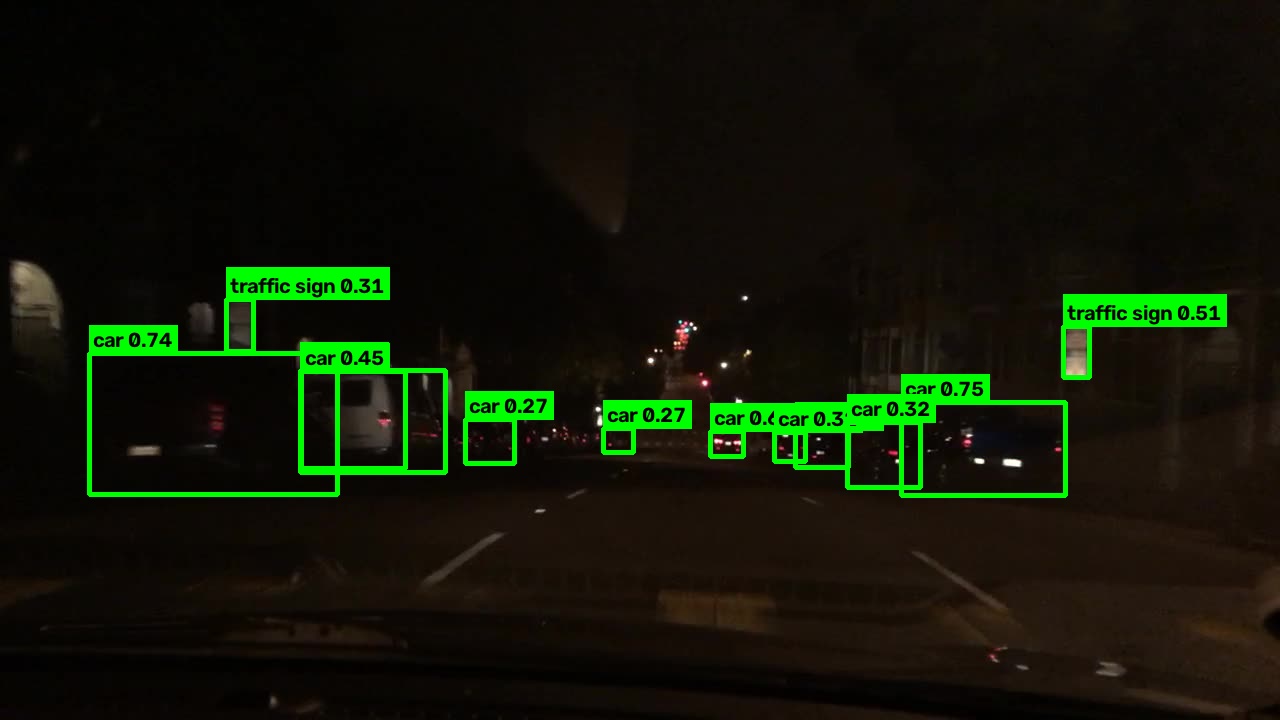 traffic sign 0.31
traffic sign 0.51
car 0.74
car 0.45
car 0.75
car 0.27
car 0.27
car 0.32